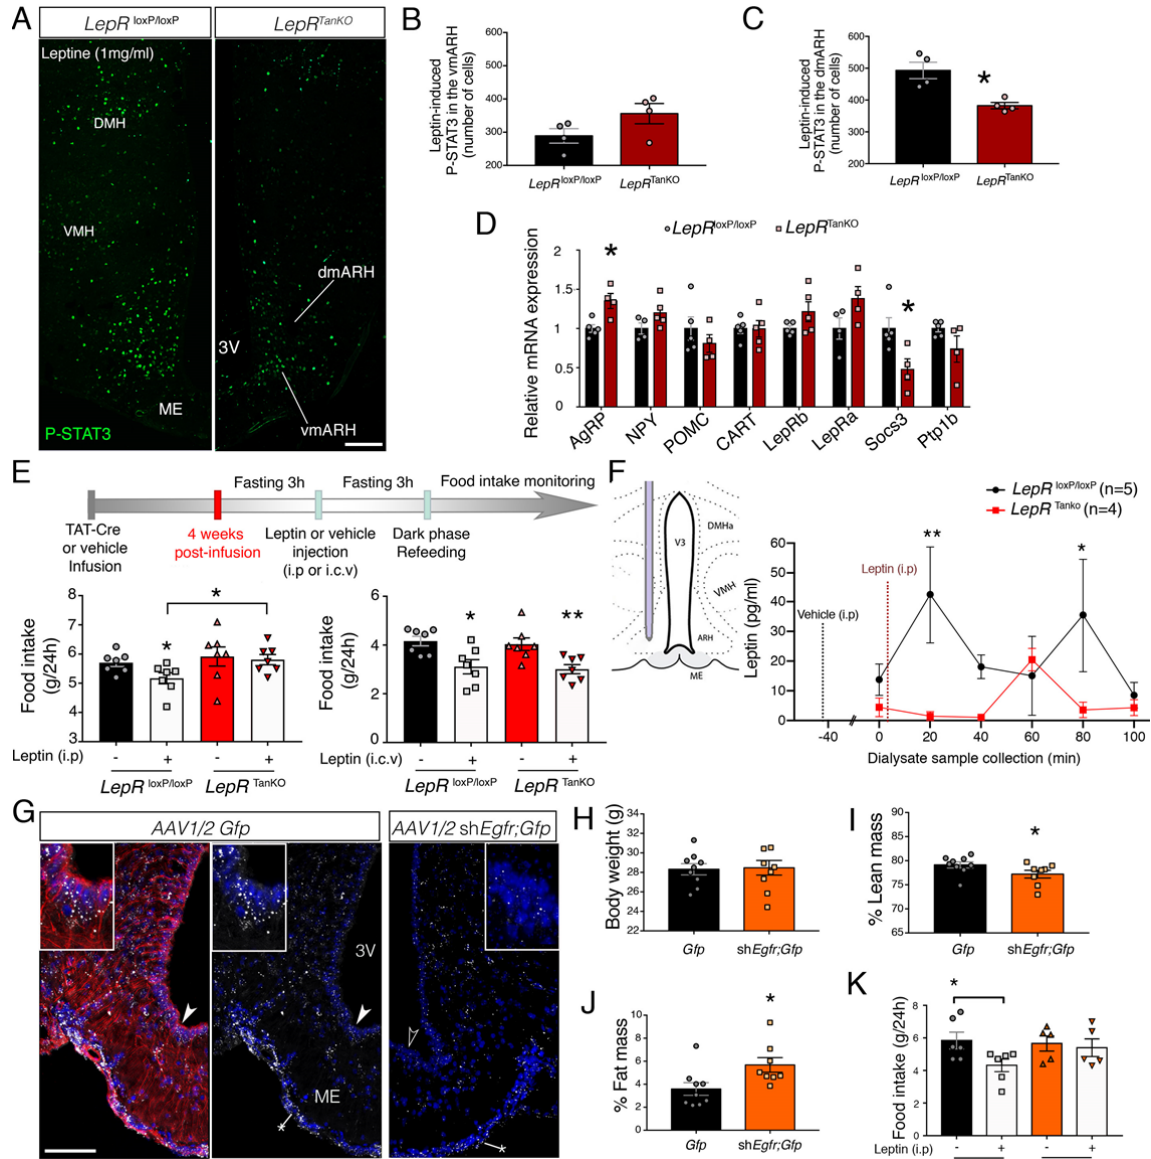 A
LepR loxP/loxP
LepR TanKO
Leptine (1mg/ml)
DMH
VMH
dmARH
3V
ME
vmARH
P-STAT3
B
Leptin-induced
P-STAT3 in the vmARH
(number of cells)
600
500
400
300
200
LepR loxP/loxP
LepR TanKO
C
Leptin-induced
P-STAT3 in the dmARH
(number of cells)
600
500
400
300
200
*
LepR loxP/loxP
LepR TanKO
D
LepR loxP/loxP
LepR TanKO
Relative mRNA expression
2
1.5
1
0.5
0
*
*
AgRP
NPY
POMC
CART
LepRb
LepRa
Socs3
Ptp1b
E
Fasting 3h
Fasting 3h
Food intake monitoring
TAT-Cre
or vehicle
Infusion
4 weeks
post-infusion
Leptin or vehicle
injection
(i.p or i.c.v)
Dark phase
Refeeding
Food intake
(g/24h)
8
7
6
5
4
3
*
*
Leptin (i.p)
-
+
-
+
LepR loxP/loxP
LepR TanKO
Food intake
(g/24h)
6
4
2
0
*
**
Leptin (i.c.v)
-
+
-
+
LepR loxP/loxP
LepR TanKO
F
DMHa
V3
VMH
ARH
ME
LepR loxP/loxP (n=5)
LepR Tanko (n=4)
Leptin (pg/ml)
60
50
40
30
20
10
0
**
*
Leptin (i.p)
Vehicle (i.p)
-40
0
20
40
60
80
100
Dialysate sample collection (min)
G
AAV1/2 Gfp
AAV1/2 shEgfr;Gfp
3V
ME
*
*
H
Body weight (g)
34
32
30
28
26
24
22
Gfp
shEgfr;Gfp
I
% Lean mass
90
85
80
75
70
65
*
Gfp
shEgfr;Gfp
J
% Fat mass
10
8
6
4
2
0
*
Gfp
shEgfr;Gfp
K
Food intake (g/24h)
8
6
4
2
0
*
Leptin (i.p)
-
+
-
+